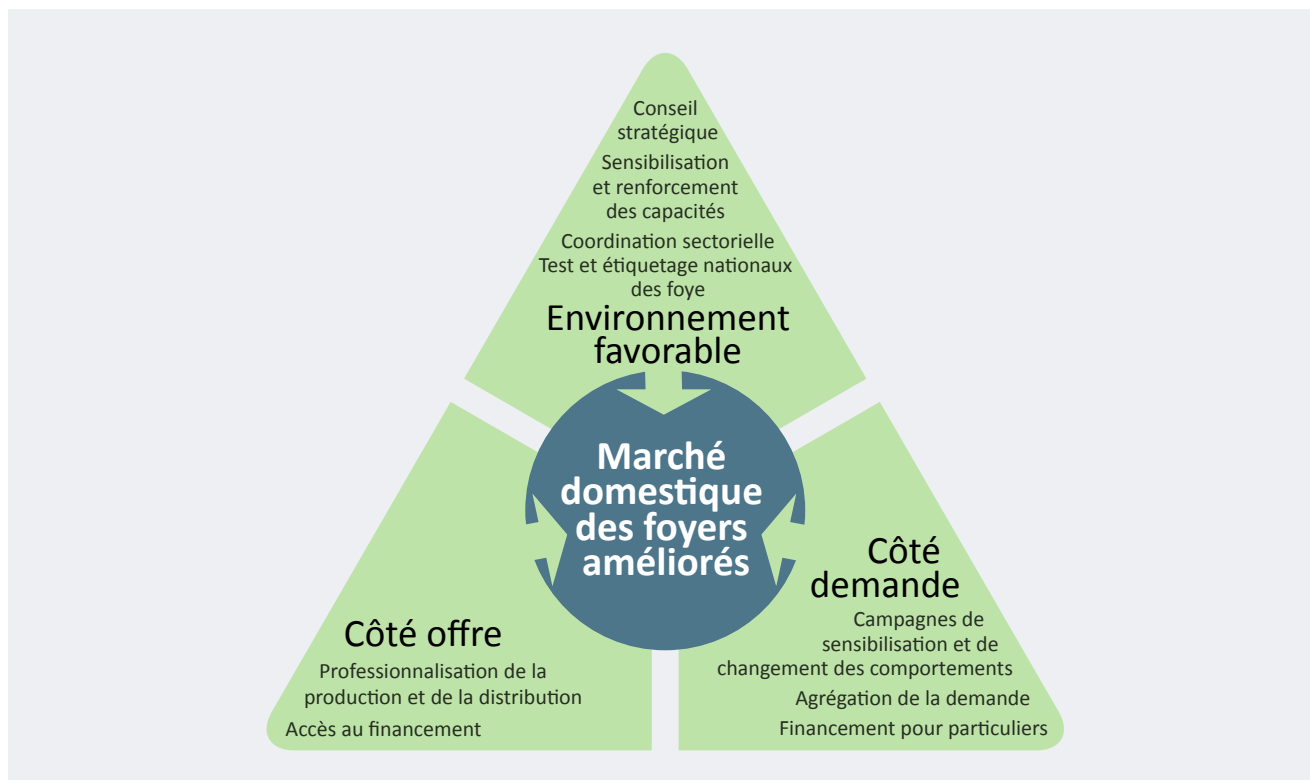 Conseil
stratégique
Sensibilisation
et renforcement
des capacités
Coordination sectorielle
Test et étiquetage nationaux
des foye
Environnement
favorable
Marché
domestique
des foyers
améliorés
Côté offre
Professionnalisation de la
production et de la distribution
Accès au financement
Côté
demande
Campagnes de
sensibilisation et de
changement des comportements
Agrégation de la demande
Financement pour particuliers